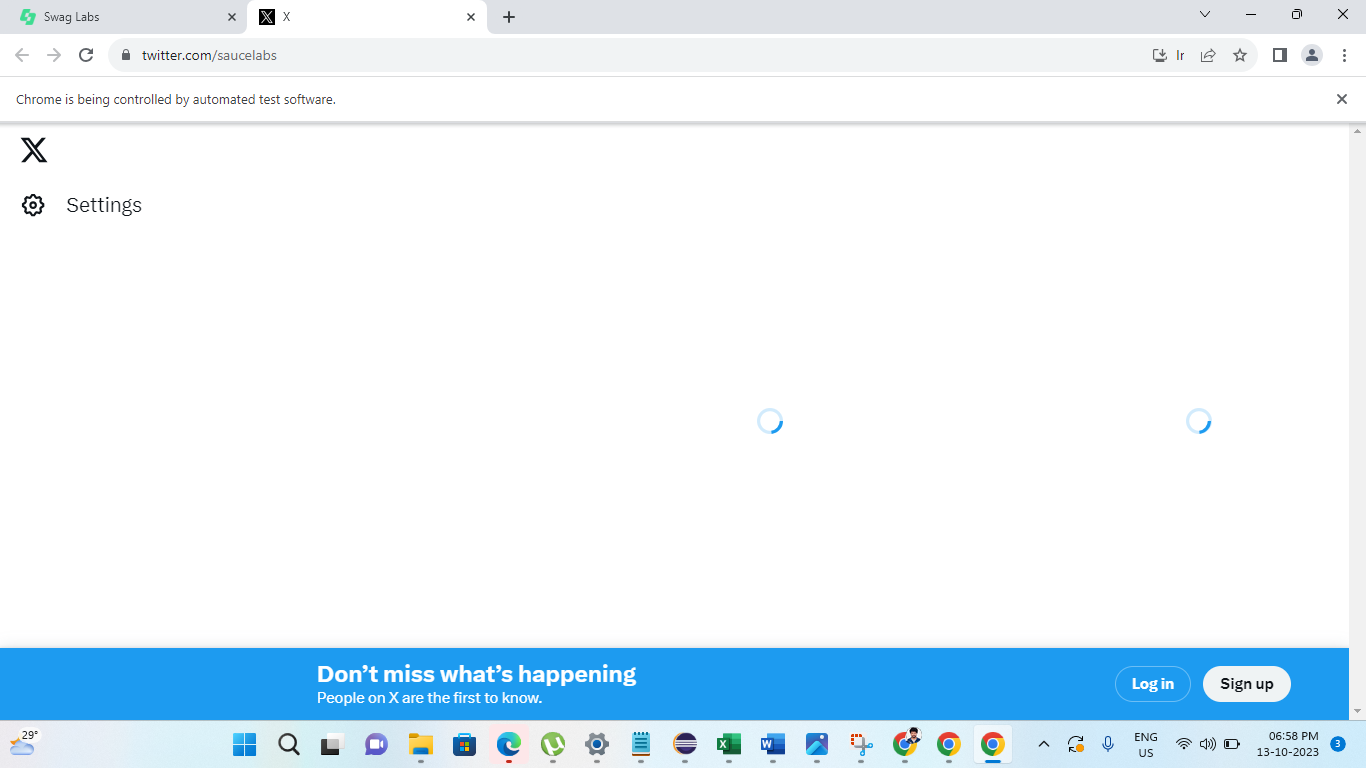 Swag Labs
X
twitter.com/saucelabs
Chrome is being controlled by automated test software.
Settings
Don’t miss what’s happening
People on X are the first to know.
Log in
Sign up
29°
ENG
US
06:58 PM
13-10-2023
3